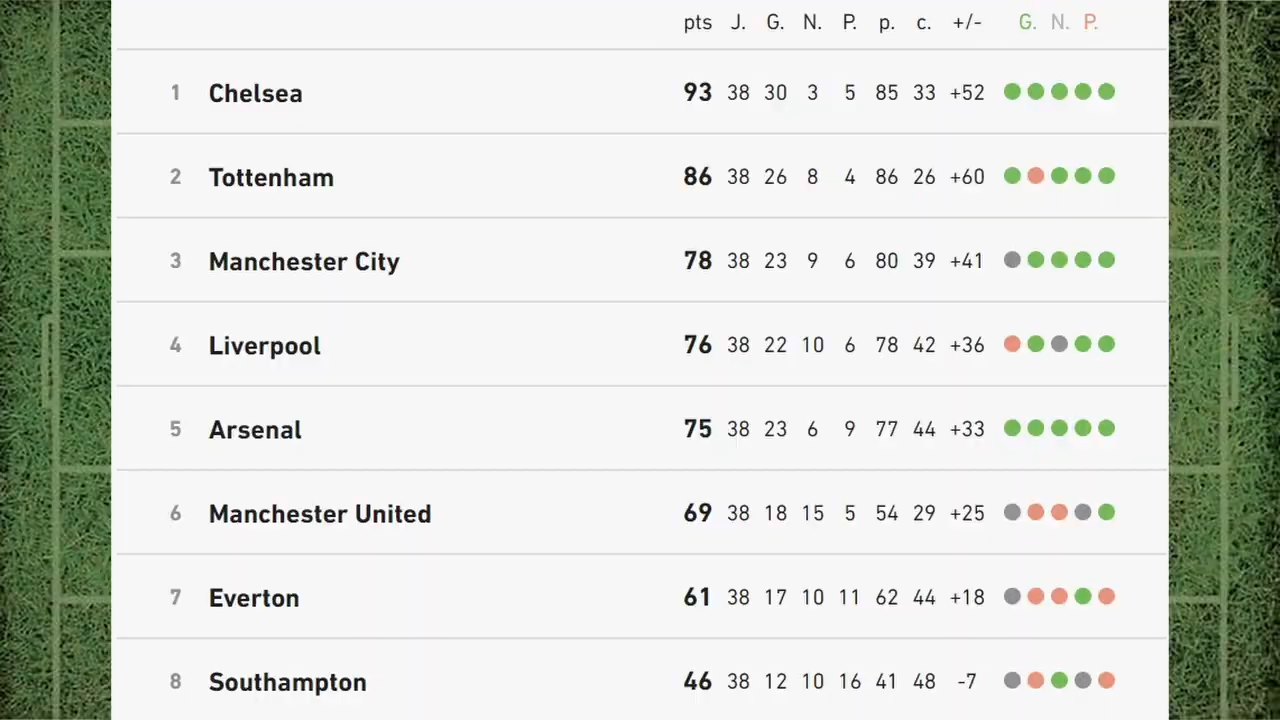 pts J. G. N. P. p. c. +/- G. N. P.
1 Chelsea 93 38 30 3 5 85 33 +52
2 Tottenham 86 38 26 8 4 86 26 +60
3 Manchester City 78 38 23 9 6 80 39 +41
4 Liverpool 76 38 22 10 6 78 42 +36
5 Arsenal 75 38 23 6 9 77 44 +33
6 Manchester United 69 38 18 15 5 54 29 +25
7 Everton 61 38 17 10 11 62 44 +18
8 Southampton 46 38 12 10 16 41 48 -7